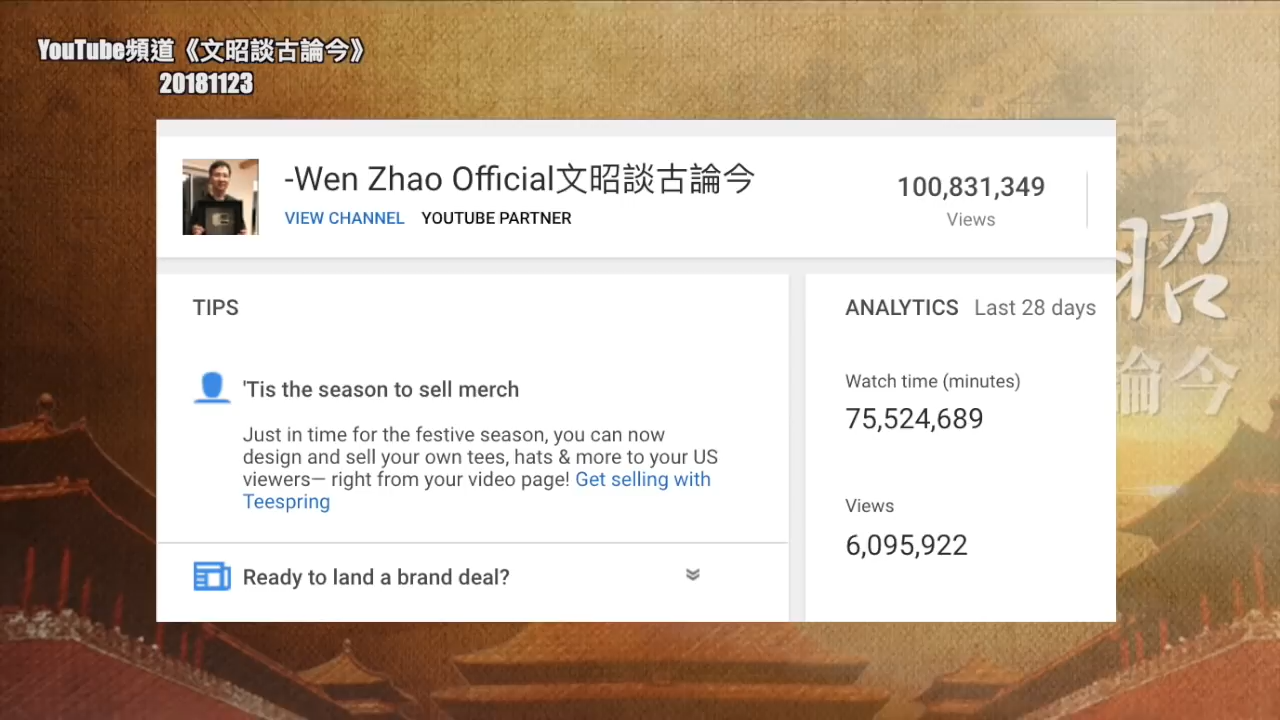 YouTube頻道《文昭談古論今》
20181123
-Wen Zhao Official文昭談古論今
VIEW CHANNEL YOUTUBE PARTNER
100,831,349
Views
昭
論今
TIPS
'Tis the season to sell merch
Just in time for the festive season, you can now
design and sell your own tees, hats & more to your US
viewers— right from your video page! Get selling with
Teespring
Ready to land a brand deal?
ANALYTICS Last 28 days
Watch time (minutes)
75,524,689
Views
6,095,922